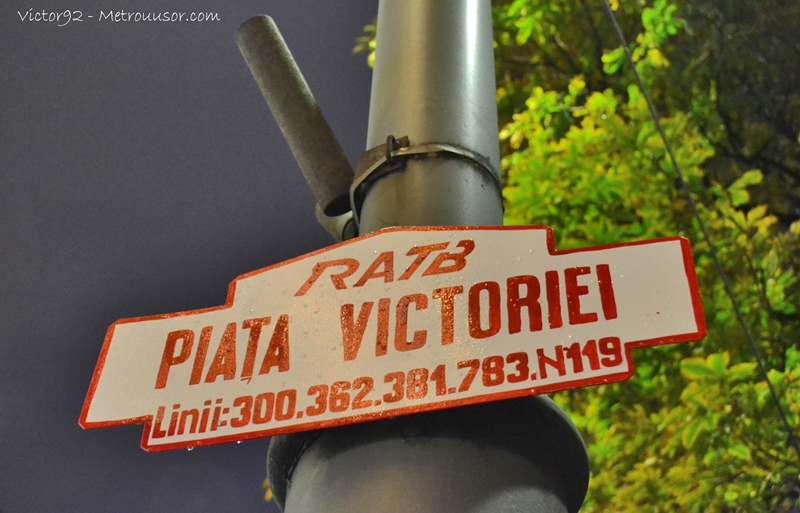 Victor92 - Metrouusor.com
RATB
PIAȚA VICTORIEI
Linii:300.362.381.783.N119